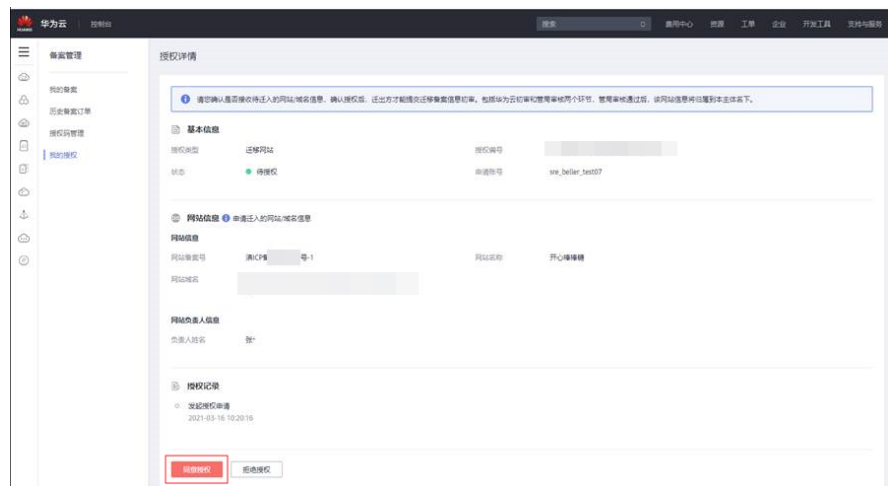 HUAWEI 华为云 控制台 搜索 费用中心 资源 工单 企业 开发工具 支持与服务
备案管理
我的备案
历史备案订单
授权码管理
我的授权
授权详情
请您确认是否接收待迁入的网站/域名信息，确认授权后，迁出方才能提交迁移备案信息初审。包括华为云初审和管局审核两个环节，管局审核通过后，该网站信息将归属到本主体名下。
基本信息
授权类型 迁移网站 授权编号
状态 待授权 申请账号 sre_beiler_test07
网站信息 申请迁入的网站/域名信息
网站信息
网站备案号 滇ICP备 号-1 网站名称 开心棒棒糖
网站域名
网站负责人信息
负责人姓名 张*
授权记录
发起授权申请
2021-03-16 10:20:16
同意授权 拒绝授权